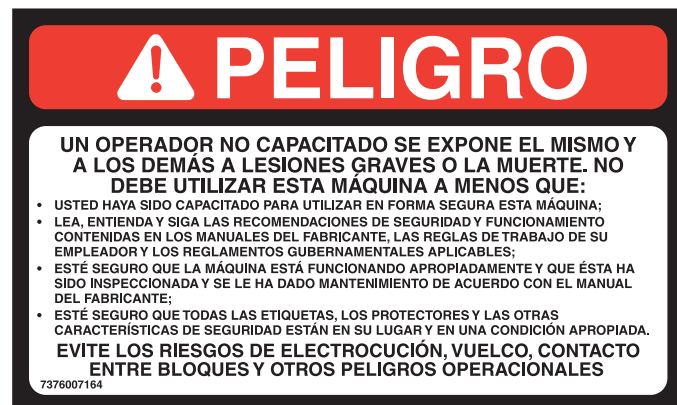 PELIGRO
UN OPERADOR NO CAPACITADO SE EXPONE EL MISMO Y
A LOS DEMÁS A LESIONES GRAVES O LA MUERTE. NO
DEBE UTILIZAR ESTA MÁQUINA A MENOS QUE:
• USTED HAYA SIDO CAPACITADO PARA UTILIZAR EN FORMA SEGURA ESTA MÁQUINA;
• LEA, ENTIENDA Y SIGA LAS RECOMENDACIONES DE SEGURIDAD Y FUNCIONAMIENTO
CONTENIDAS EN LOS MANUALES DEL FABRICANTE, LAS REGLAS DE TRABAJO DE SU
EMPLEADOR Y LOS REGLAMENTOS GUBERNAMENTALES APLICABLES;
• ESTÉ SEGURO QUE LA MÁQUINA ESTÁ FUNCIONANDO APROPIADAMENTE Y QUE ÉSTA HA
SIDO INSPECCIONADA Y SE LE HA DADO MANTENIMIENTO DE ACUERDO CON EL MANUAL
DEL FABRICANTE;
• ESTÉ SEGURO QUE TODAS LAS ETIQUETAS, LOS PROTECTORES Y LAS OTRAS
CARACTERÍSTICAS DE SEGURIDAD ESTÁN EN SU LUGAR Y EN UNA CONDICIÓN APROPIADA.
EVITE LOS RIESGOS DE ELECTROCUCIÓN, VUELCO, CONTACTO
ENTRE BLOQUES Y OTROS PELIGROS OPERACIONALES
7376007164